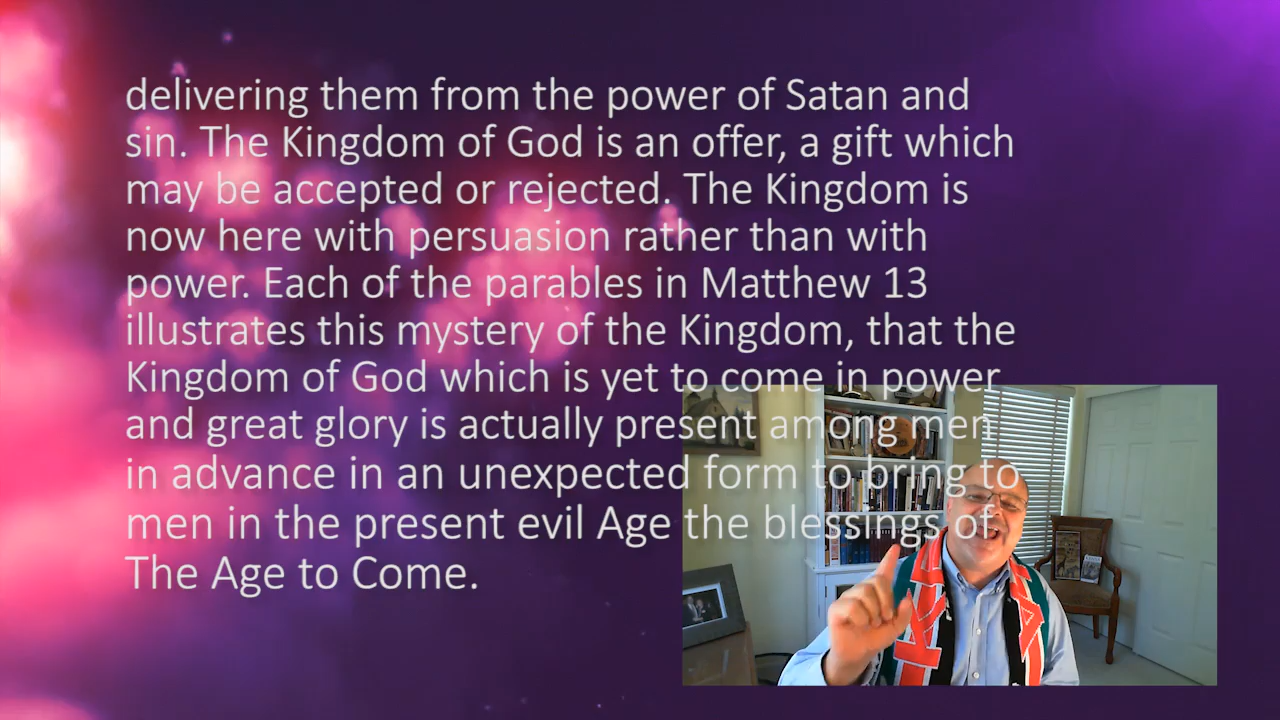 delivering them from the power of Satan and
sin. The Kingdom of God is an offer, a gift which
may be accepted or rejected. The Kingdom is
now here with persuasion rather than with
power. Each of the parables in Matthew 13
illustrates this mystery of the Kingdom, that the
Kingdom of God which is yet to come in power
and great glory is actually present among men
in advance in an unexpected form to bring to
men in the present evil Age the blessings of
The Age to Come.